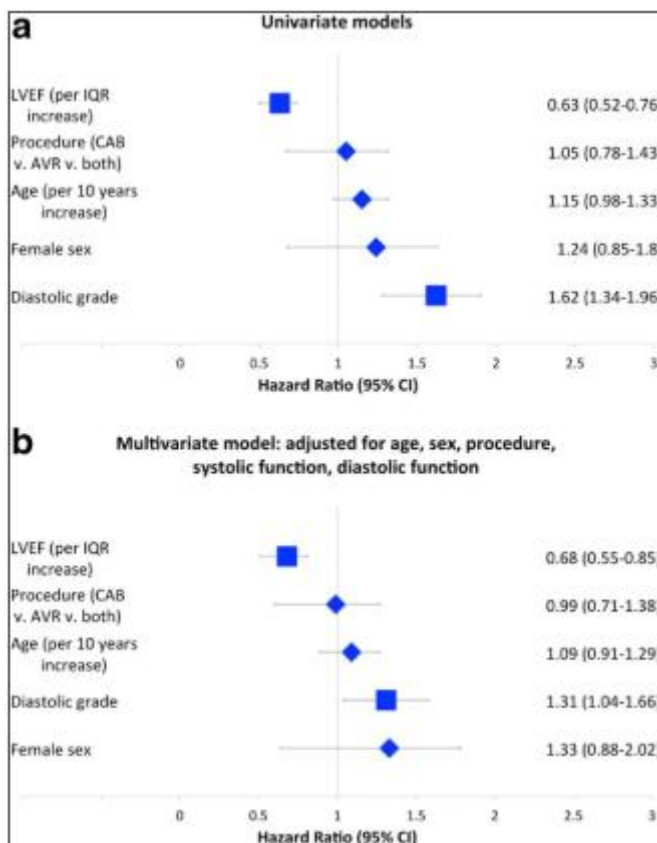 a
Univariate models
LVEF (per IQR
increase)
0.63 (0.52-0.76
Procedure (CAB
v. AVR v. both)
1.05 (0.78-1.43
Age (per 10 years
increase)
1.15 (0.98-1.33
Female sex
1.24 (0.85-1.8
Diastolic grade
1.62 (1.34-1.96
0 0.5 1 1.5 2 2.5 3
Hazard Ratio (95% CI)
b
Multivariate model: adjusted for age, sex, procedure,
systolic function, diastolic function
LVEF (per IQR
increase)
0.68 (0.55-0.85
Procedure (CAB
v. AVR v. both)
0.99 (0.71-1.38
Age (per 10 years
increase)
1.09 (0.91-1.29
Diastolic grade
1.31 (1.04-1.66
Female sex
1.33 (0.88-2.02
0 0.5 1 1.5 2 2.5 3
Hazard Ratio (95% CI)